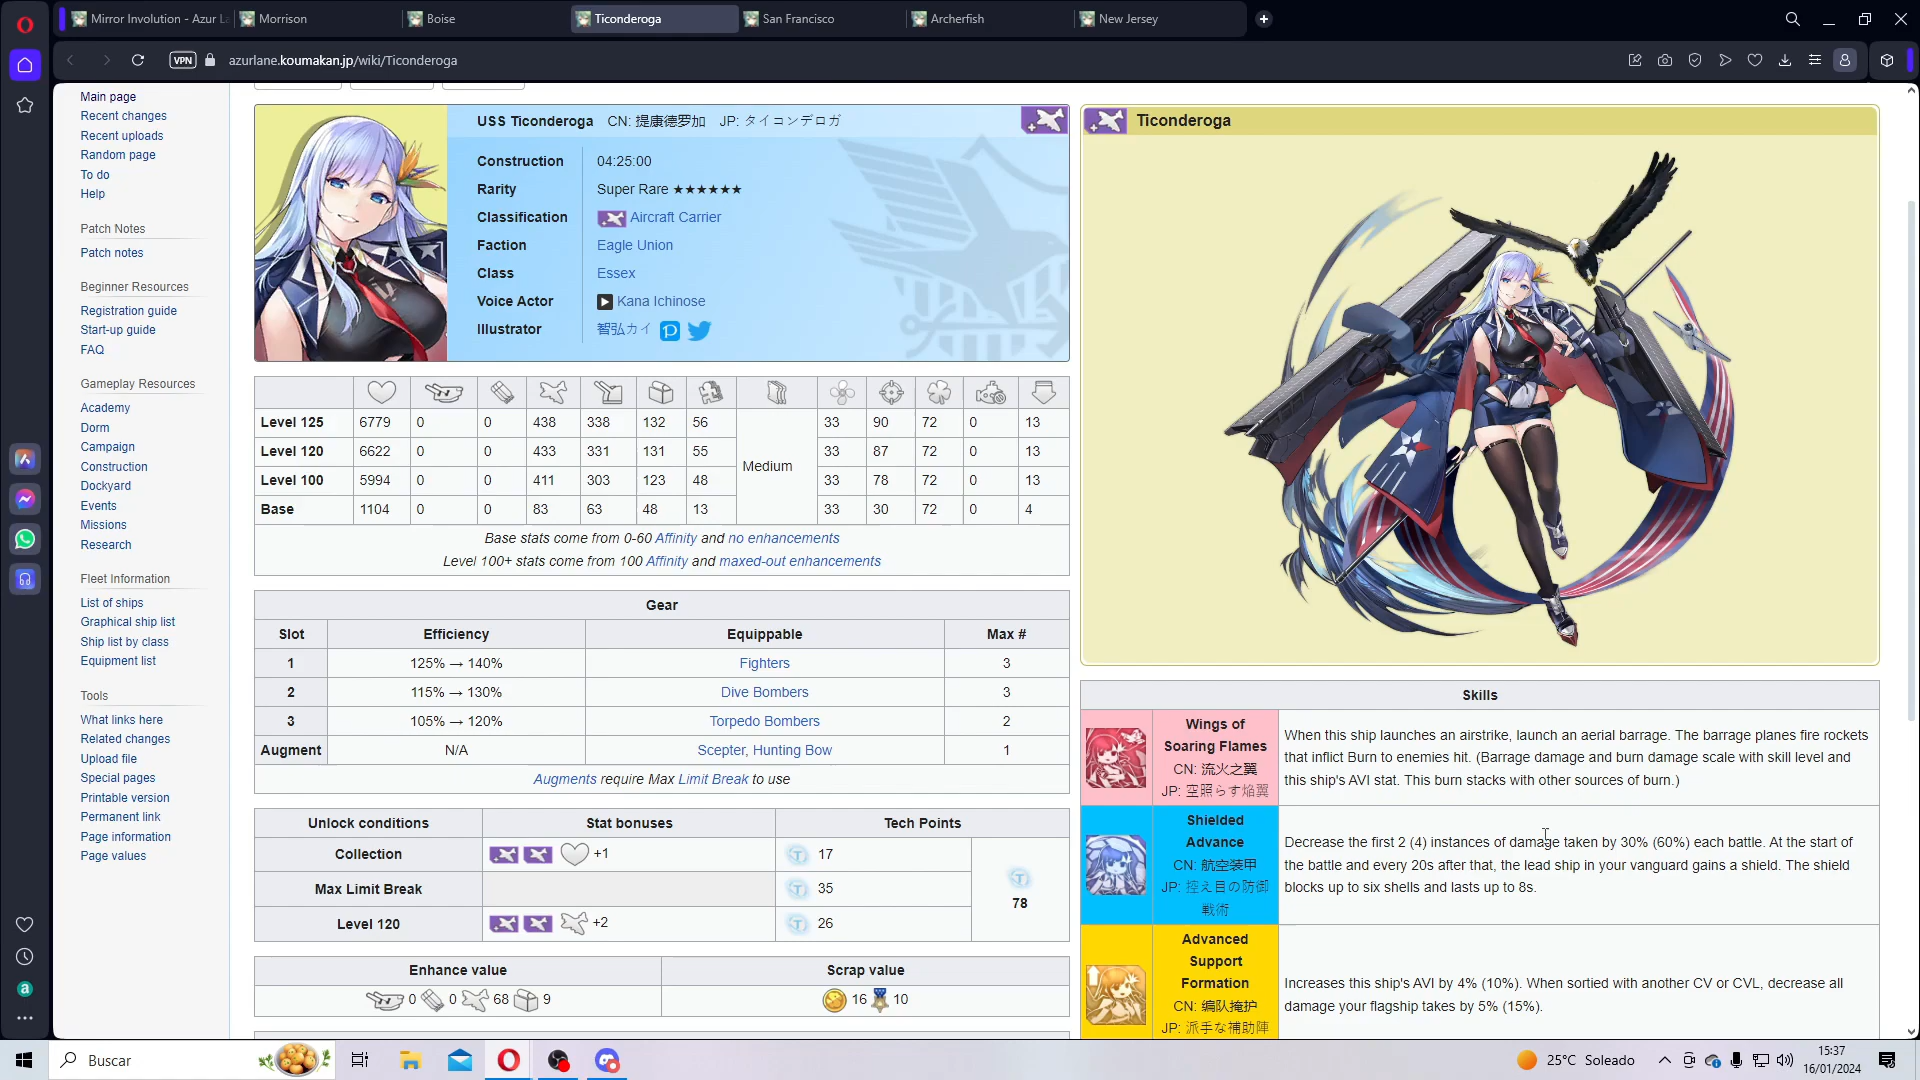 Mirror Involution - Azur La
Morrison
Boise
Ticonderoga
San Francisco
Archerfish
New Jersey
VPN
azurlane.koumakan.jp/wiki/Ticonderoga
Main page
Recent changes
Recent uploads
Random page
To do
Help
Patch Notes
Patch notes
Beginner Resources
Registration guide
Start-up guide
FAQ
Gameplay Resources
Academy
Dorm
Campaign
Construction
Dockyard
Events
Missions
Research
Fleet Information
List of ships
Graphical ship list
Ship list by class
Equipment list
Tools
What links here
Related changes
Upload file
Special pages
Printable version
Permanent link
Page information
Page values
USS Ticonderoga CN: 提康德罗加 JP: タイコンデロガ
Construction 04:25:00
Rarity Super Rare ★★★★★★
Classification Aircraft Carrier
Faction Eagle Union
Class Essex
Voice Actor Kana Ichinose
Illustrator 智弘カイ
Level 125 6779 0 0 438 338 132 56 Medium 33 90 72 0 13
Level 120 6622 0 0 433 331 131 55 33 87 72 0 13
Level 100 5994 0 0 411 303 123 48 33 78 72 0 13
Base 1104 0 0 83 63 48 13 33 30 72 0 4
Base stats come from 0-60 Affinity and no enhancements
Level 100+ stats come from 100 Affinity and maxed-out enhancements
Gear
Slot Efficiency Equippable Max #
1 125% → 140% Fighters 3
2 115% → 130% Dive Bombers 3
3 105% → 120% Torpedo Bombers 2
Augment N/A Scepter, Hunting Bow 1
Augments require Max Limit Break to use
Unlock conditions Stat bonuses Tech Points
Collection +1 17
Max Limit Break 35
78
Level 120 +2 26
Enhance value Scrap value
0 0 68 9 16 10
Ticonderoga
Skills
Wings of
Soaring Flames
CN: 流火之翼
JP: 空照らす焔翼
When this ship launches an airstrike, launch an aerial barrage. The barrage planes fire rockets
that inflict Burn to enemies hit. (Barrage damage and burn damage scale with skill level and
this ship's AVI stat. This burn stacks with other sources of burn.)
Shielded
Advance
CN: 航空装甲
JP: 控え目の防御
戦術
Decrease the first 2 (4) instances of damage taken by 30% (60%) each battle. At the start of
the battle and every 20s after that, the lead ship in your vanguard gains a shield. The shield
blocks up to six shells and lasts up to 8s.
Advanced
Support
Formation
CN: 编队掩护
JP: 派手な補助陣
Increases this ship's AVI by 4% (10%). When sortied with another CV or CVL, decrease all
damage your flagship takes by 5% (15%).
Buscar
25°C Soleado
15:37
16/01/2024